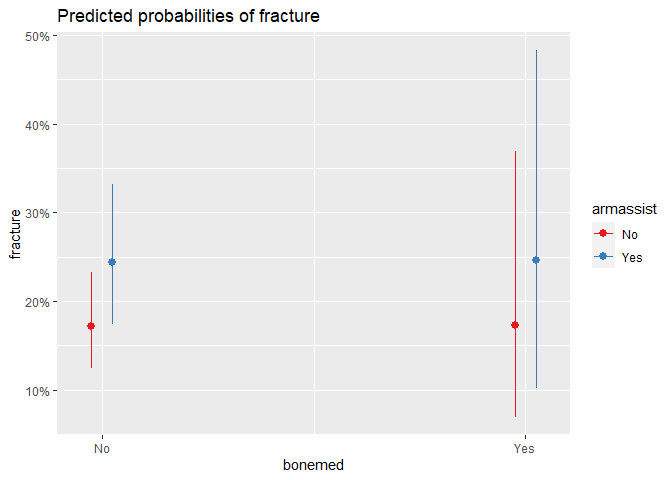 Predicted probabilities of fracture
50%
40%
30%
20%
10%
fracture
No
Yes
bonemed
armassist
No
Yes